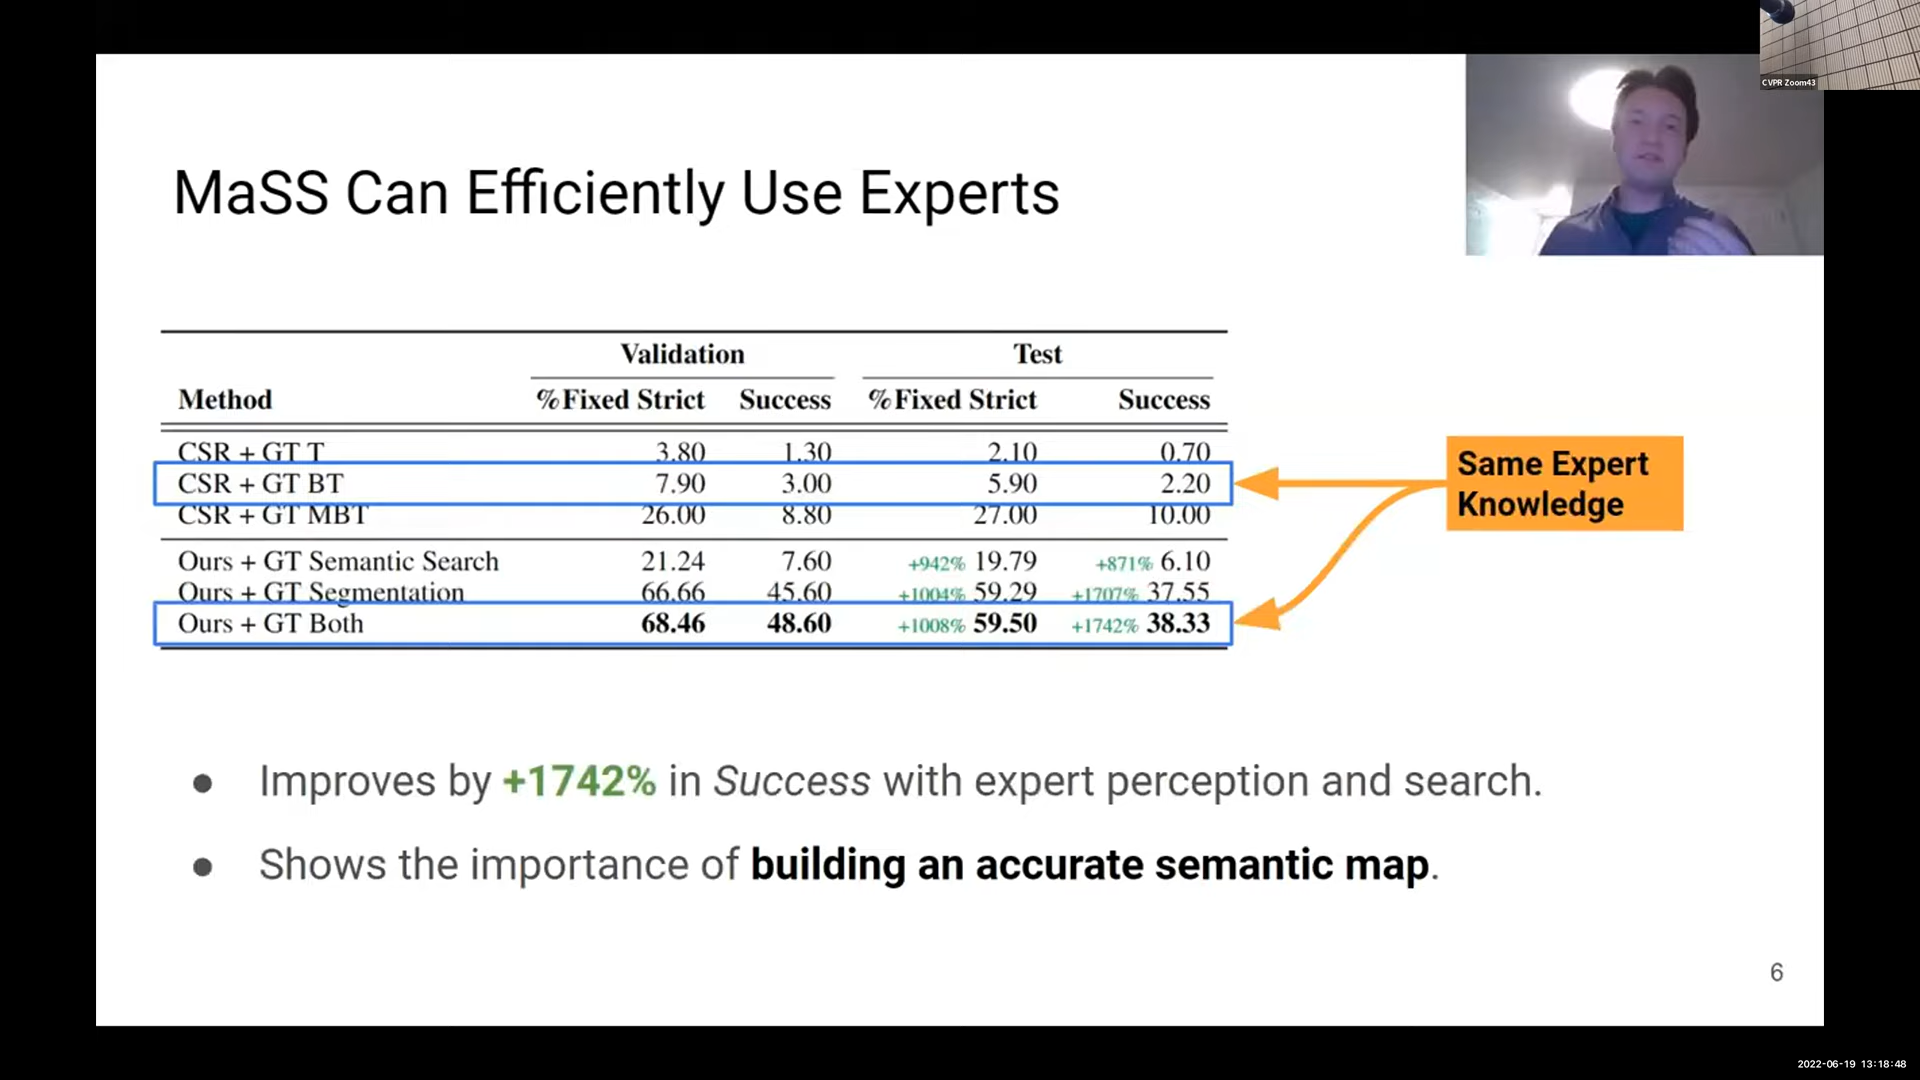 CVPR Zoom43
MaSS Can Efficiently Use Experts
Validation Test
Method %Fixed Strict Success %Fixed Strict Success
CSR + GT T 3.80 1.30 2.10 0.70
CSR + GT BT 7.90 3.00 5.90 2.20
CSR + GT MBT 26.00 8.80 27.00 10.00
Ours + GT Semantic Search 21.24 7.60 +942% 19.79 +871% 6.10
Ours + GT Segmentation 66.66 45.60 +1004% 59.29 +1707% 37.55
Ours + GT Both 68.46 48.60 +1008% 59.50 +1742% 38.33
Same Expert
Knowledge
● Improves by +1742% in Success with expert perception and search.
● Shows the importance of building an accurate semantic map.
6
2022-06-19 13:18:48